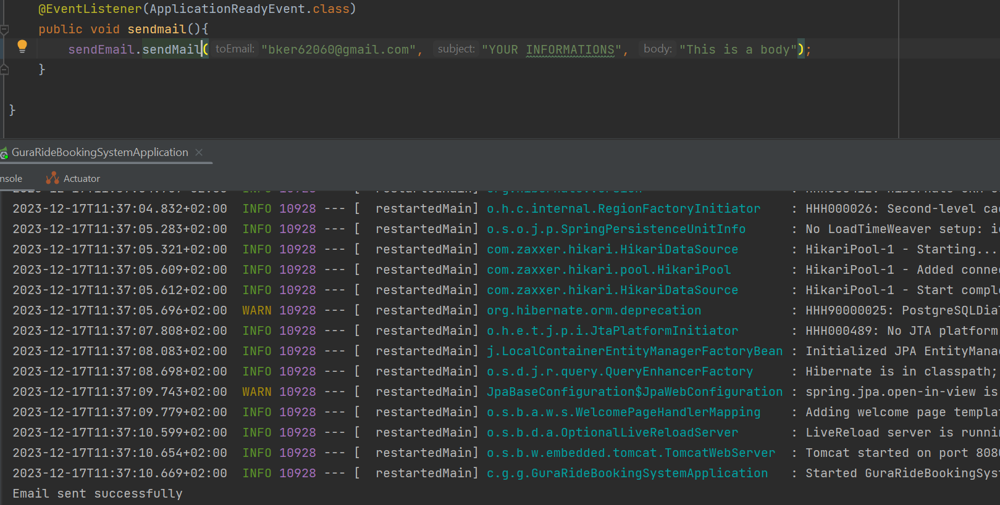 @EventListener(ApplicationReadyEvent.class)
public void sendmail(){
sendEmail.sendMail( toEmail: "bker62060@gmail.com", subject: "YOUR INFORMATIONS", body: "This is a body");
}
}
GuraRideBookingSystemApplication
nsole Actuator
2023-12-17T11:37:04.832+02:00 INFO 10928 --- [ restartedMain] o.h.c.internal.RegionFactoryInitiator : HHH000026: Second-level cac
2023-12-17T11:37:05.283+02:00 INFO 10928 --- [ restartedMain] o.s.o.j.p.SpringPersistenceUnitInfo : No LoadTimeWeaver setup: ig
2023-12-17T11:37:05.321+02:00 INFO 10928 --- [ restartedMain] com.zaxxer.hikari.HikariDataSource : HikariPool-1 - Starting...
2023-12-17T11:37:05.609+02:00 INFO 10928 --- [ restartedMain] com.zaxxer.hikari.pool.HikariPool : HikariPool-1 - Added connec
2023-12-17T11:37:05.612+02:00 INFO 10928 --- [ restartedMain] com.zaxxer.hikari.HikariDataSource : HikariPool-1 - Start comple
2023-12-17T11:37:05.696+02:00 WARN 10928 --- [ restartedMain] org.hibernate.orm.deprecation : HHH90000025: PostgreSQLDial
2023-12-17T11:37:07.808+02:00 INFO 10928 --- [ restartedMain] o.h.e.t.j.p.i.JtaPlatformInitiator : HHH000489: No JTA platform
2023-12-17T11:37:08.083+02:00 INFO 10928 --- [ restartedMain] j.LocalContainerEntityManagerFactoryBean : Initialized JPA EntityManag
2023-12-17T11:37:08.698+02:00 INFO 10928 --- [ restartedMain] o.s.d.j.r.query.QueryEnhancerFactory : Hibernate is in classpath;
2023-12-17T11:37:09.743+02:00 WARN 10928 --- [ restartedMain] JpaBaseConfiguration$JpaWebConfiguration : spring.jpa.open-in-view is
2023-12-17T11:37:09.779+02:00 INFO 10928 --- [ restartedMain] o.s.b.a.w.s.WelcomePageHandlerMapping : Adding welcome page templat
2023-12-17T11:37:10.599+02:00 INFO 10928 --- [ restartedMain] o.s.b.d.a.OptionalLiveReloadServer : LiveReload server is runnin
2023-12-17T11:37:10.654+02:00 INFO 10928 --- [ restartedMain] o.s.b.w.embedded.tomcat.TomcatWebServer : Tomcat started on port 8080
2023-12-17T11:37:10.669+02:00 INFO 10928 --- [ restartedMain] c.g.g.GuraRideBookingSystemApplication : Started GuraRideBookingSyst
Email sent successfully